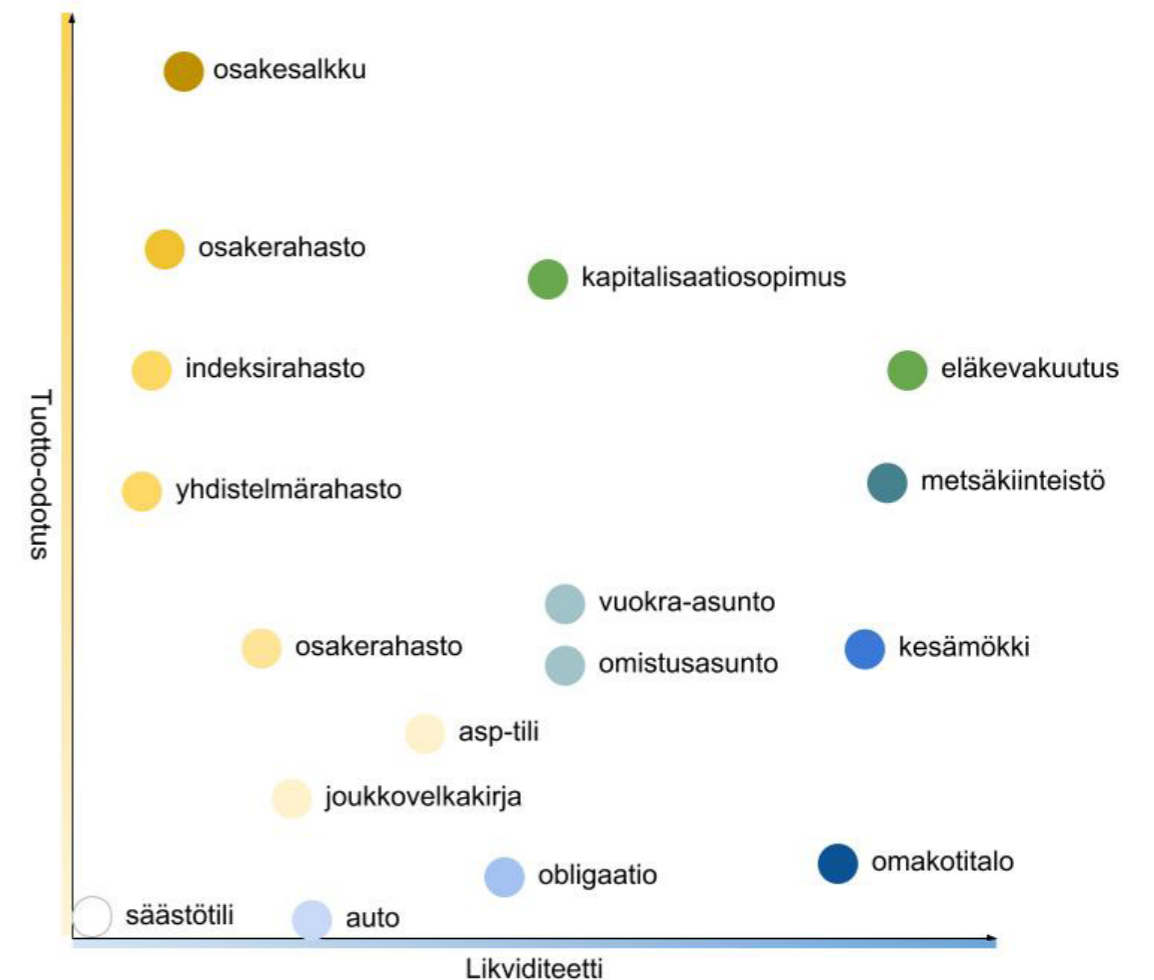 osakesalkku
osakerahasto
kapitalisaatiosopimus
indeksirahasto
eläkevakuutus
Tuotto-odotus
metsäkiinteistö
yhdistelmärahasto
vuokra-asunto
osakerahasto
kesämökki
omistusasunto
asp-tili
joukkovelkakirja
omakotitalo
obligaatio
säästötili
auto
Likviditeetti